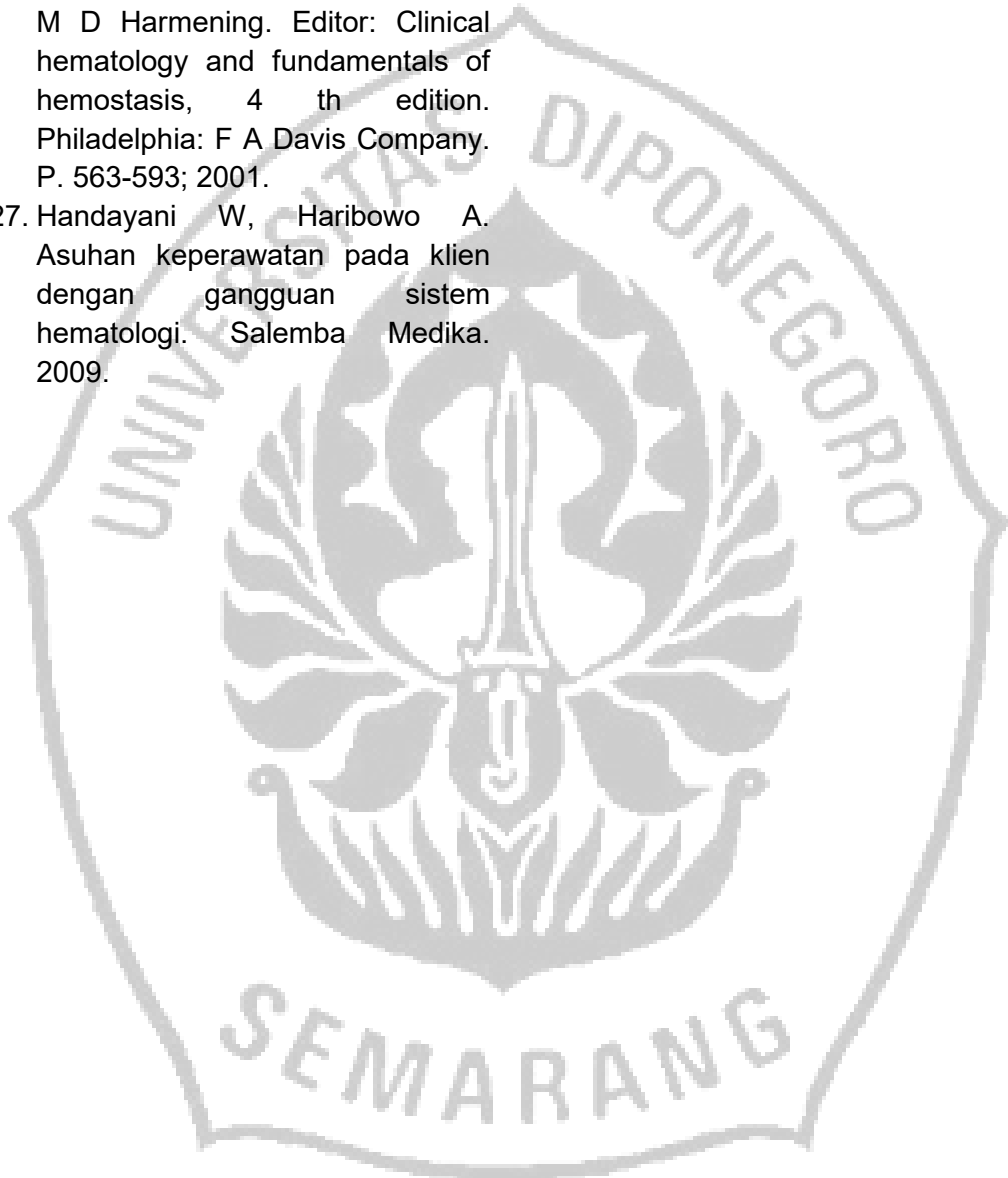 M D Harmening. Editor: Clinical
hematology and fundamentals of
hemostasis, 4 th edition.
Philadelphia: F A Davis Company.
P. 563-593; 2001.
27. Handayani W, Haribowo A.
Asuhan keperawatan pada klien
dengan gangguan sistem
hematologi. Salemba Medika.
2009.
UNIVERSITAS DIPONEGORO
SEMARANG